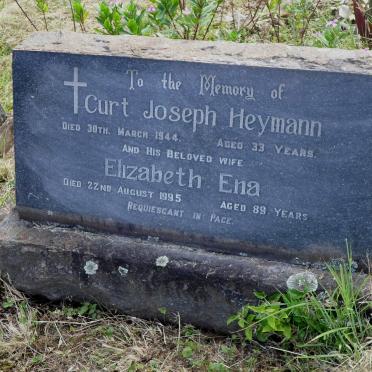 To the Memory of
Curt Joseph Heymann
Died 30th. March 1944. Aged 33 Years.
And His Beloved Wife
Elizabeth Ena
Died 22nd August 1995 Aged 89 Years
Requiescant in Pace.